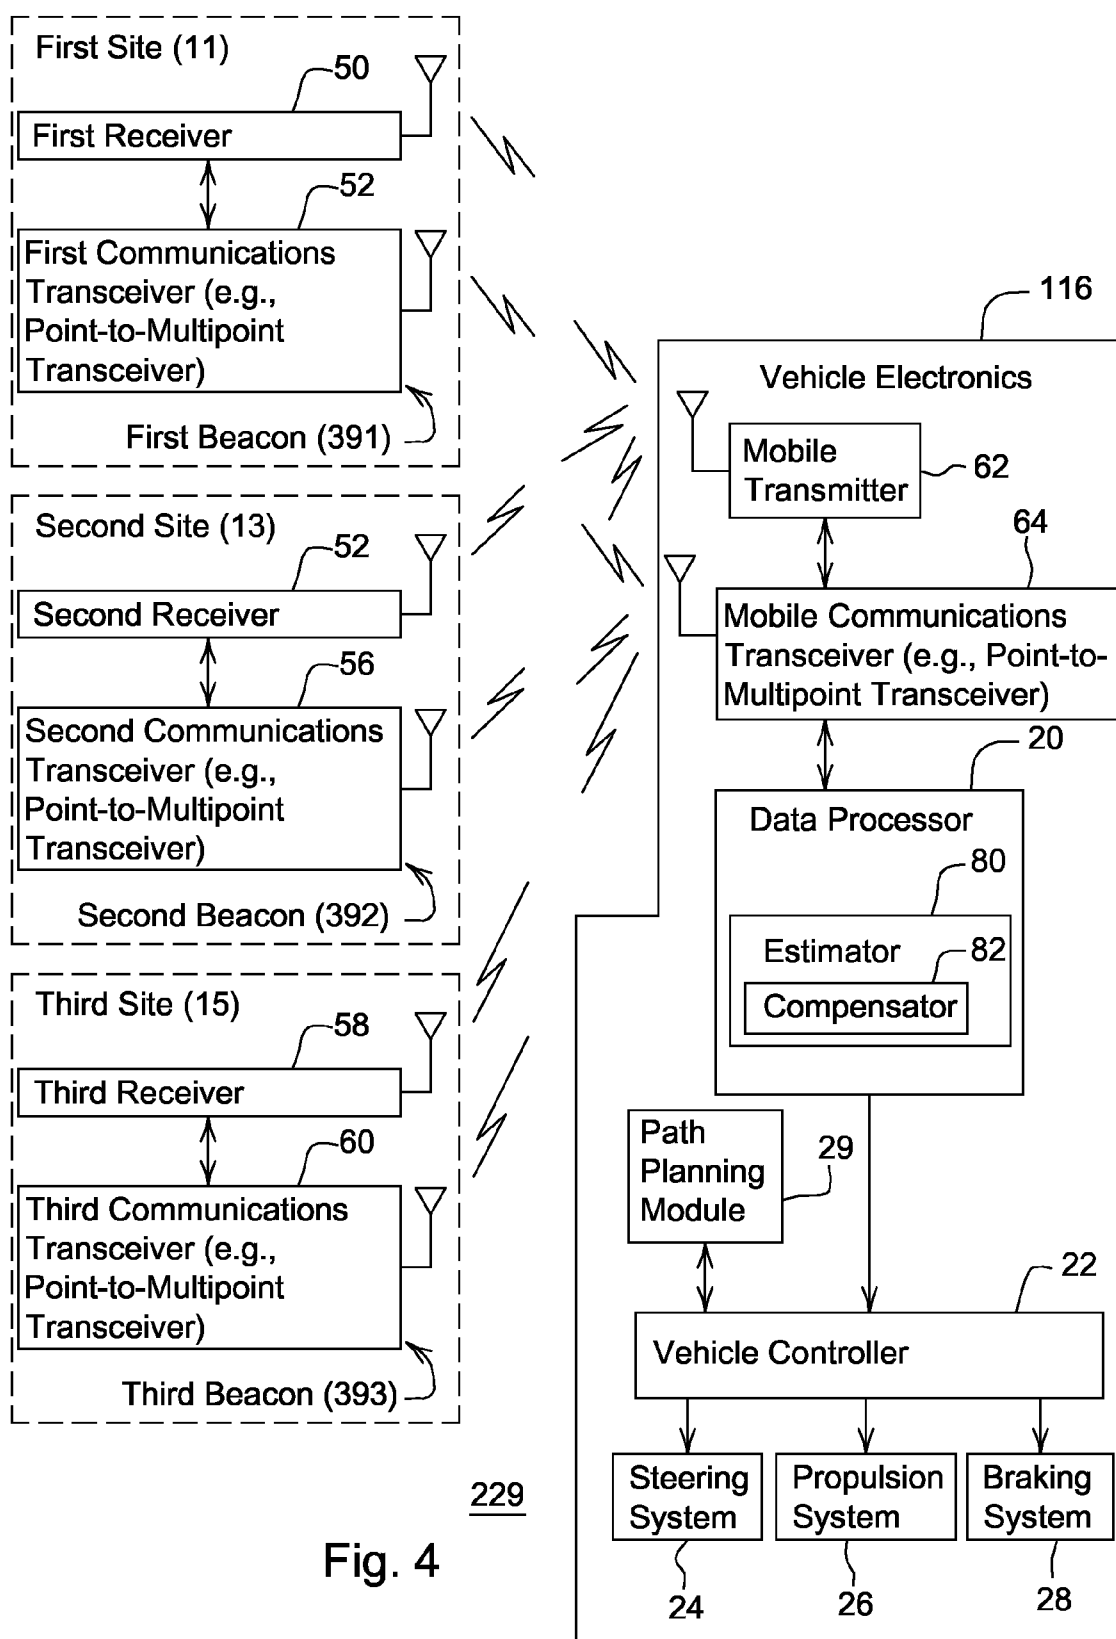 First Site (11)
50
First Receiver
52
First Communications
Transceiver (e.g.,
Point-to-Multipoint
Transceiver)
First Beacon (391)
Second Site (13)
52
Second Receiver
56
Second Communications
Transceiver (e.g.,
Point-to-Multipoint
Transceiver)
Second Beacon (392)
Third Site (15)
58
Third Receiver
60
Third Communications
Transceiver (e.g.,
Point-to-Multipoint
Transceiver)
Third Beacon (393)
116
Vehicle Electronics
Mobile
Transmitter
62
64
Mobile Communications
Transceiver (e.g., Point-to-
Multipoint Transceiver)
20
Data Processor
80
Estimator
82
Compensator
Path
Planning
Module
29
22
Vehicle Controller
Steering
System
24
Propulsion
System
26
Braking
System
28
229
Fig. 4